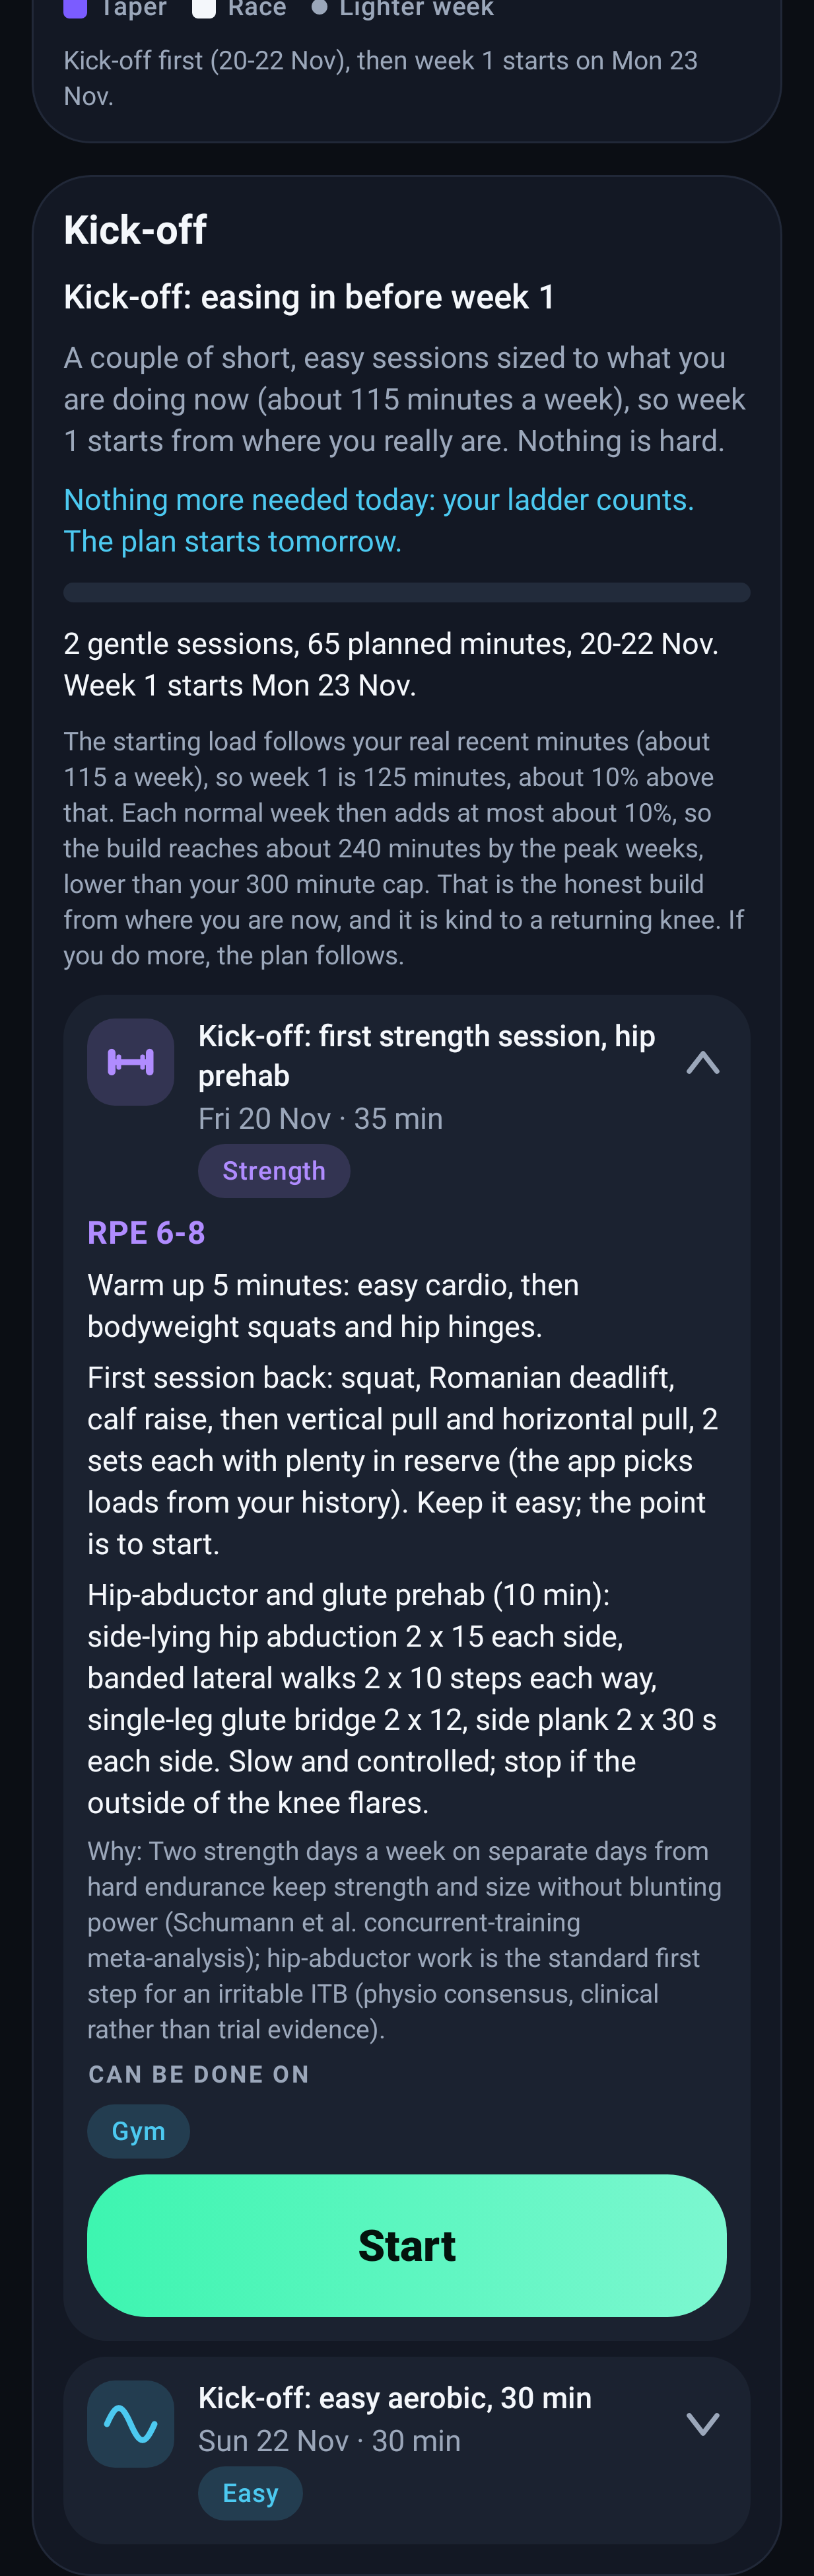 Taper Race Lighter week
Kick-off first (20-22 Nov), then week 1 starts on Mon 23
Nov.
Kick-off
Kick-off: easing in before week 1
A couple of short, easy sessions sized to what you
are doing now (about 115 minutes a week), so week
1 starts from where you really are. Nothing is hard.
Nothing more needed today: your ladder counts.
The plan starts tomorrow.
2 gentle sessions, 65 planned minutes, 20-22 Nov.
Week 1 starts Mon 23 Nov.
The starting load follows your real recent minutes (about
115 a week), so week 1 is 125 minutes, about 10% above
that. Each normal week then adds at most about 10%, so
the build reaches about 240 minutes by the peak weeks,
lower than your 300 minute cap. That is the honest build
from where you are now, and it is kind to a returning knee. If
you do more, the plan follows.
Kick-off: first strength session, hip
prehab
Fri 20 Nov · 35 min
Strength
RPE 6-8
Warm up 5 minutes: easy cardio, then
bodyweight squats and hip hinges.
First session back: squat, Romanian deadlift,
calf raise, then vertical pull and horizontal pull, 2
sets each with plenty in reserve (the app picks
loads from your history). Keep it easy; the point
is to start.
Hip-abductor and glute prehab (10 min):
side-lying hip abduction 2 x 15 each side,
banded lateral walks 2 x 10 steps each way,
single-leg glute bridge 2 x 12, side plank 2 x 30 s
each side. Slow and controlled; stop if the
outside of the knee flares.
Why: Two strength days a week on separate days from
hard endurance keep strength and size without blunting
power (Schumann et al. concurrent-training
meta-analysis); hip-abductor work is the standard first
step for an irritable ITB (physio consensus, clinical
rather than trial evidence).
CAN BE DONE ON
Gym
Start
Kick-off: easy aerobic, 30 min
Sun 22 Nov · 30 min
Easy